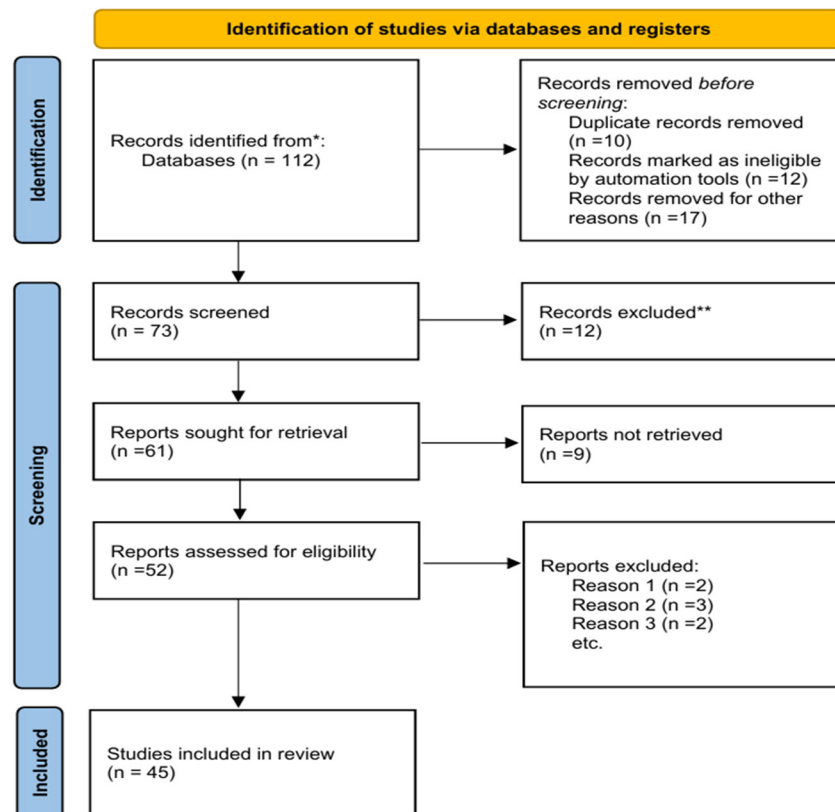 Identification of studies via databases and registers
Identification
Records identified from*:
Databases (n = 112)
Records removed before
screening:
Duplicate records removed
(n =10)
Records marked as ineligible
by automation tools (n =12)
Records removed for other
reasons (n =17)
Screening
Records screened
(n = 73)
Records excluded**
(n =12)
Reports sought for retrieval
(n =61)
Reports not retrieved
(n =9)
Reports assessed for eligibility
(n =52)
Reports excluded:
Reason 1 (n =2)
Reason 2 (n =3)
Reason 3 (n =2)
etc.
Included
Studies included in review
(n = 45)